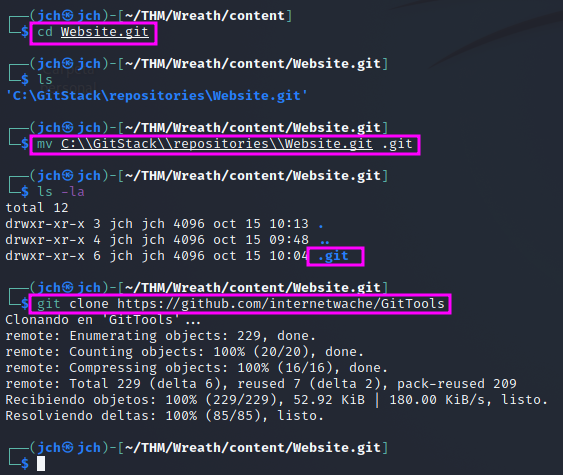 ┌──(jch㉿jch)-[~/THM/Wreath/content]
└─$ cd Website.git
┌──(jch㉿jch)-[~/THM/Wreath/content/Website.git]
└─$ ls
'C:\GitStack\repositories\Website.git'
┌──(jch㉿jch)-[~/THM/Wreath/content/Website.git]
└─$ mv C:\\GitStack\\repositories\\Website.git .git
┌──(jch㉿jch)-[~/THM/Wreath/content/Website.git]
└─$ ls -la
total 12
drwxr-xr-x 3 jch jch 4096 oct 15 10:13 .
drwxr-xr-x 4 jch jch 4096 oct 15 09:48 ..
drwxr-xr-x 6 jch jch 4096 oct 15 10:04 .git
┌──(jch㉿jch)-[~/THM/Wreath/content/Website.git]
└─$ git clone https://github.com/internetwache/GitTools
Clonando en 'GitTools'...
remote: Enumerating objects: 229, done.
remote: Counting objects: 100% (20/20), done.
remote: Compressing objects: 100% (16/16), done.
remote: Total 229 (delta 6), reused 7 (delta 2), pack-reused 209
Recibiendo objetos: 100% (229/229), 52.92 KiB | 180.00 KiB/s, listo.
Resolviendo deltas: 100% (85/85), listo.
┌──(jch㉿jch)-[~/THM/Wreath/content/Website.git]
└─$